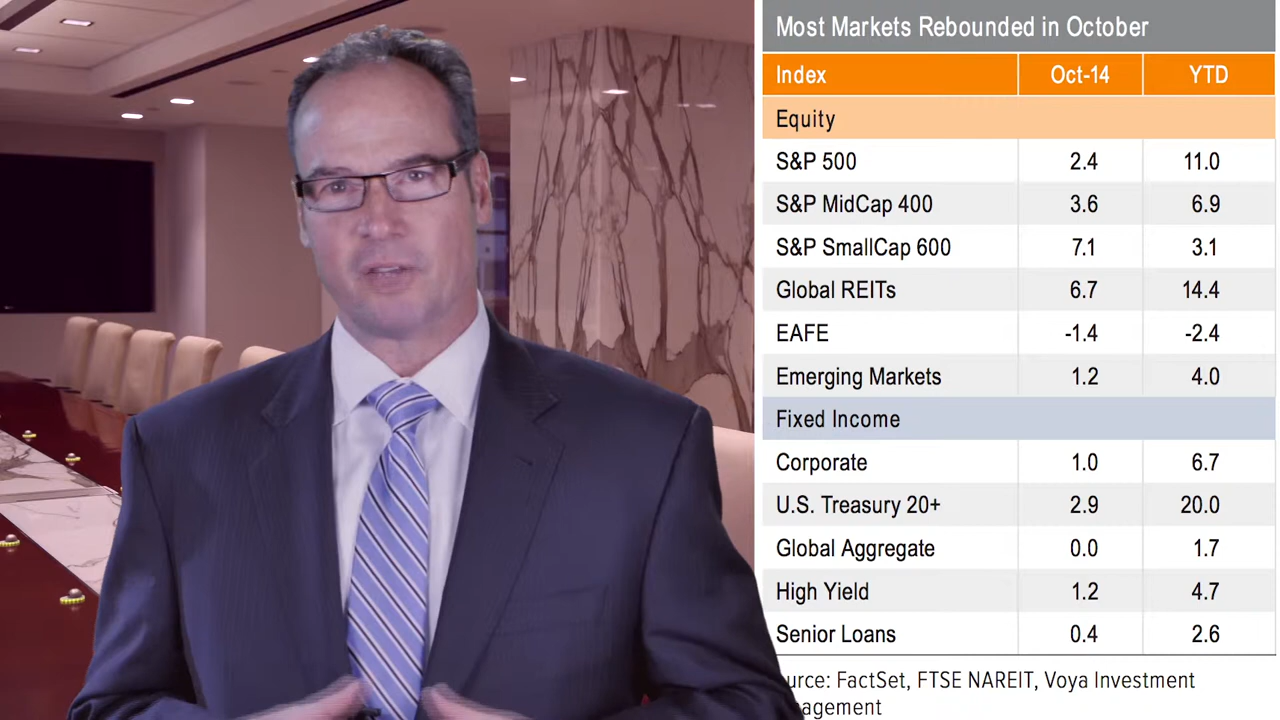 Most Markets Rebounded in October
Index Oct-14 YTD
Equity
S&P 500 2.4 11.0
S&P MidCap 400 3.6 6.9
S&P SmallCap 600 7.1 3.1
Global REITs 6.7 14.4
EAFE -1.4 -2.4
Emerging Markets 1.2 4.0
Fixed Income
Corporate 1.0 6.7
U.S. Treasury 20+ 2.9 20.0
Global Aggregate 0.0 1.7
High Yield 1.2 4.7
Senior Loans 0.4 2.6
urce: FactSet, FTSE NAREIT, Voya Investment
agement